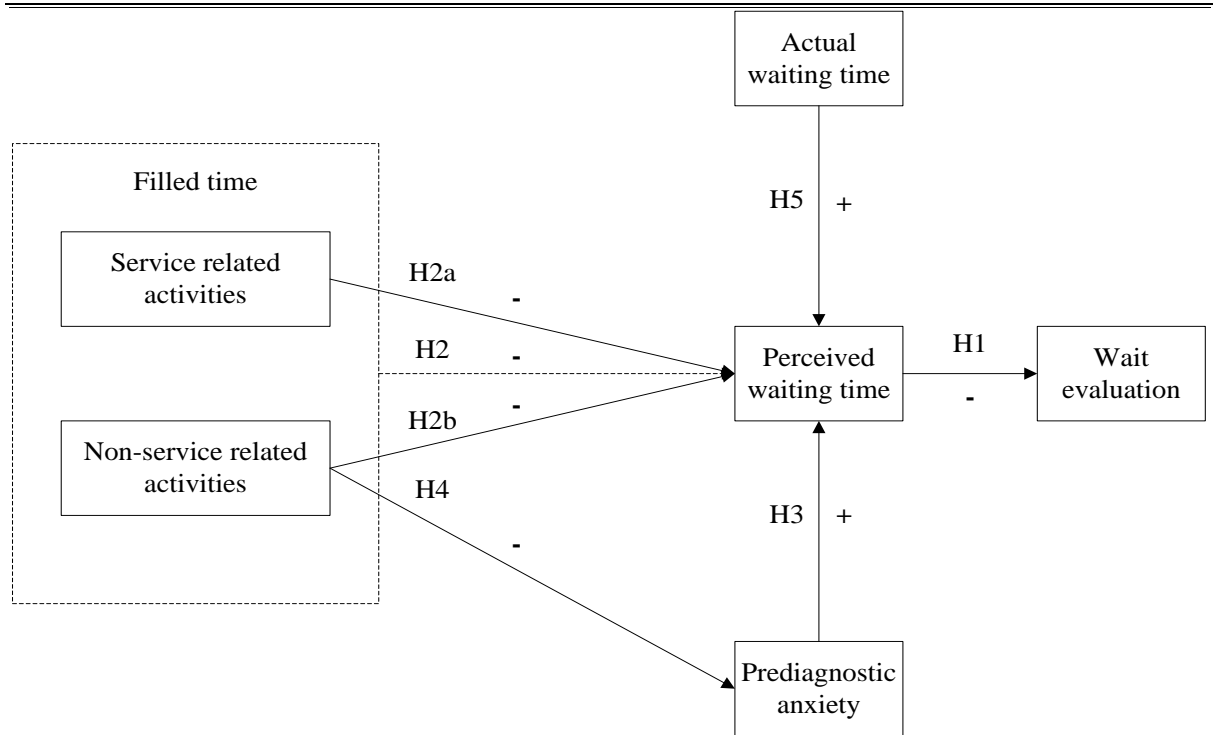 Actual
waiting time
Filled time
H5
+
Service related
activities
H2a
-
H2
-
Perceived
waiting time
H1
-
Wait
evaluation
-
H2b
Non-service related
activities
H4
-
H3
+
Prediagnostic
anxiety